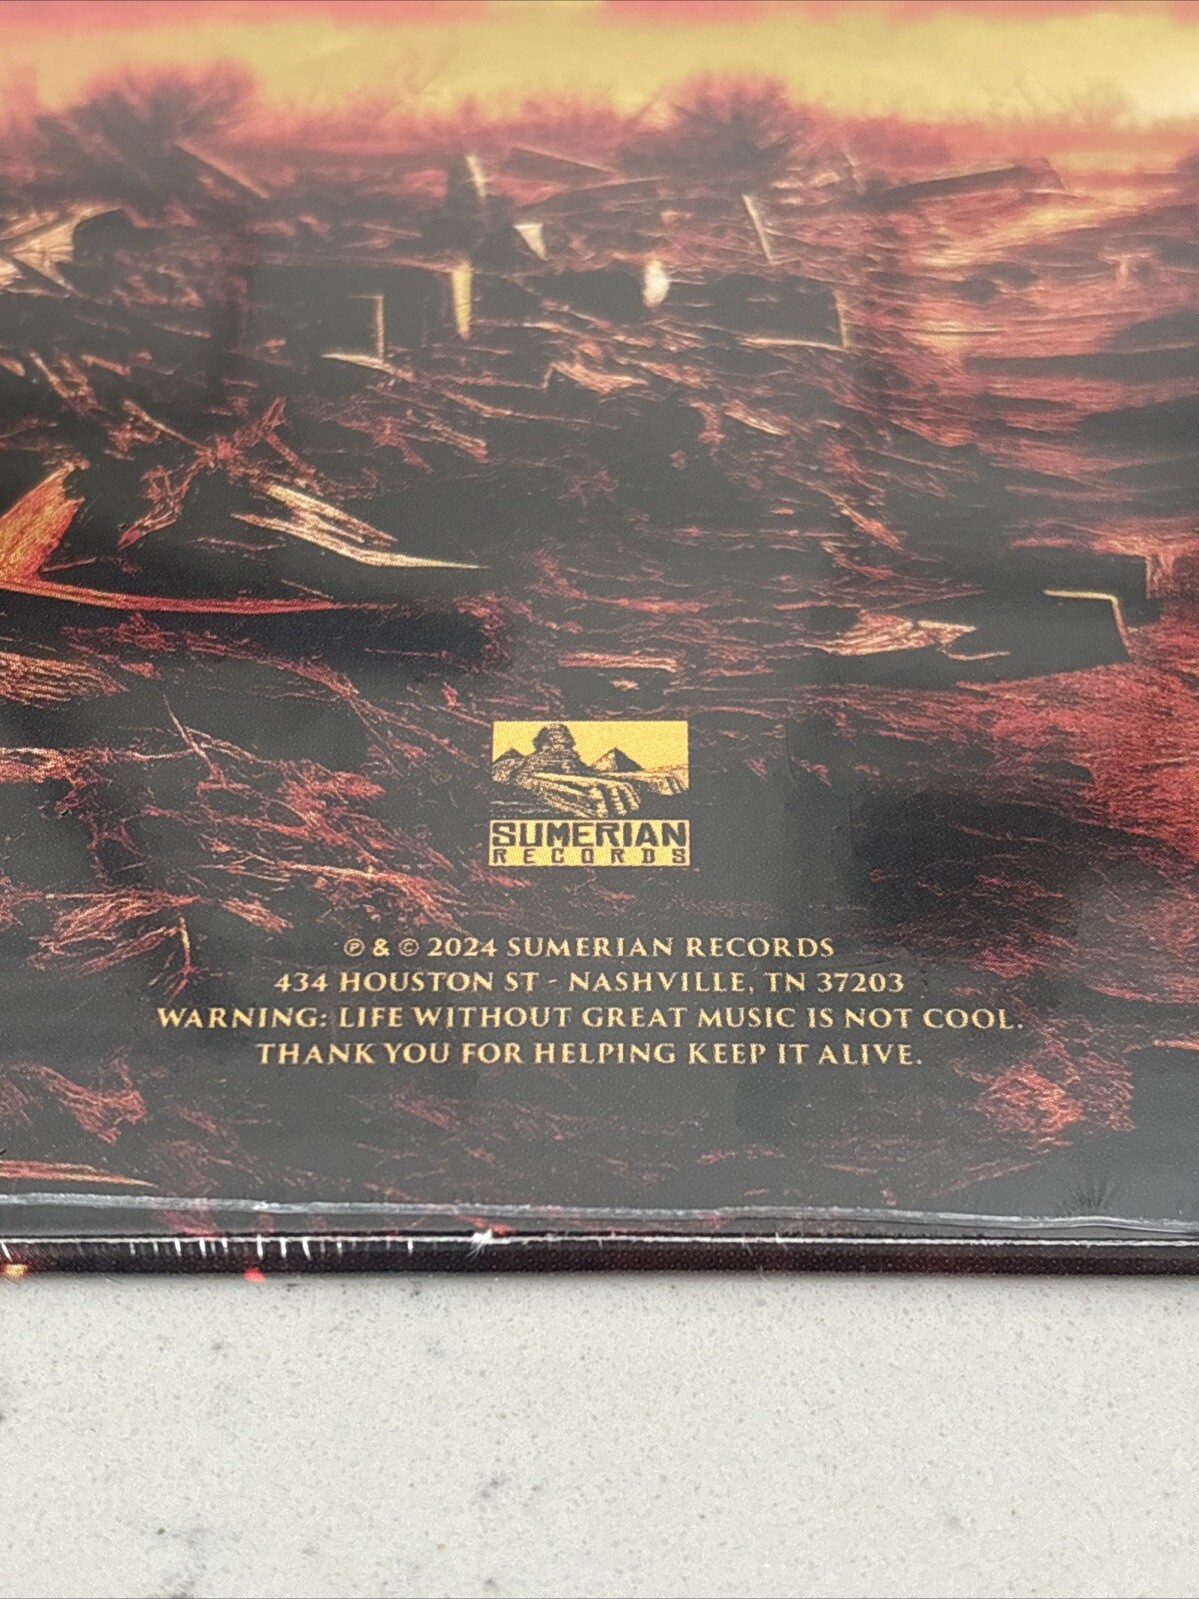 SUMERIAN
RECORDS
℗ & © 2024 SUMERIAN RECORDS
434 HOUSTON ST - NASHVILLE, TN 37203
WARNING: LIFE WITHOUT GREAT MUSIC IS NOT COOL.
THANK YOU FOR HELPING KEEP IT ALIVE.